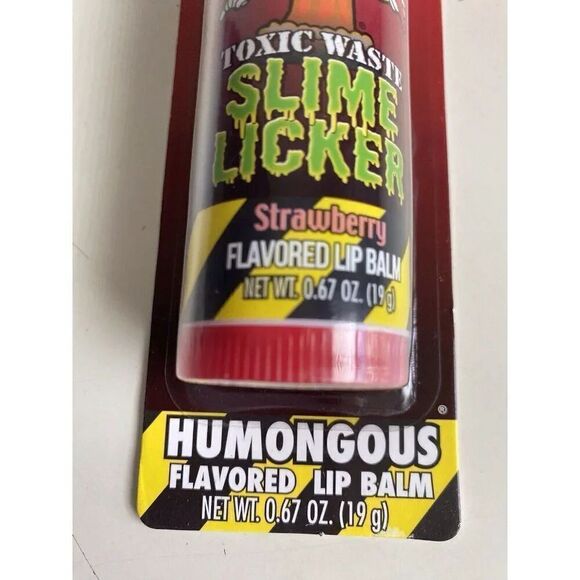 TOXIC WASTE
SLIME
LICKER
Strawberry
FLAVORED LIP BALM
NET WT. 0.67 OZ. (19g)
®
HUMONGOUS
FLAVORED LIP BALM
NET WT. 0.67 OZ. (19 g)